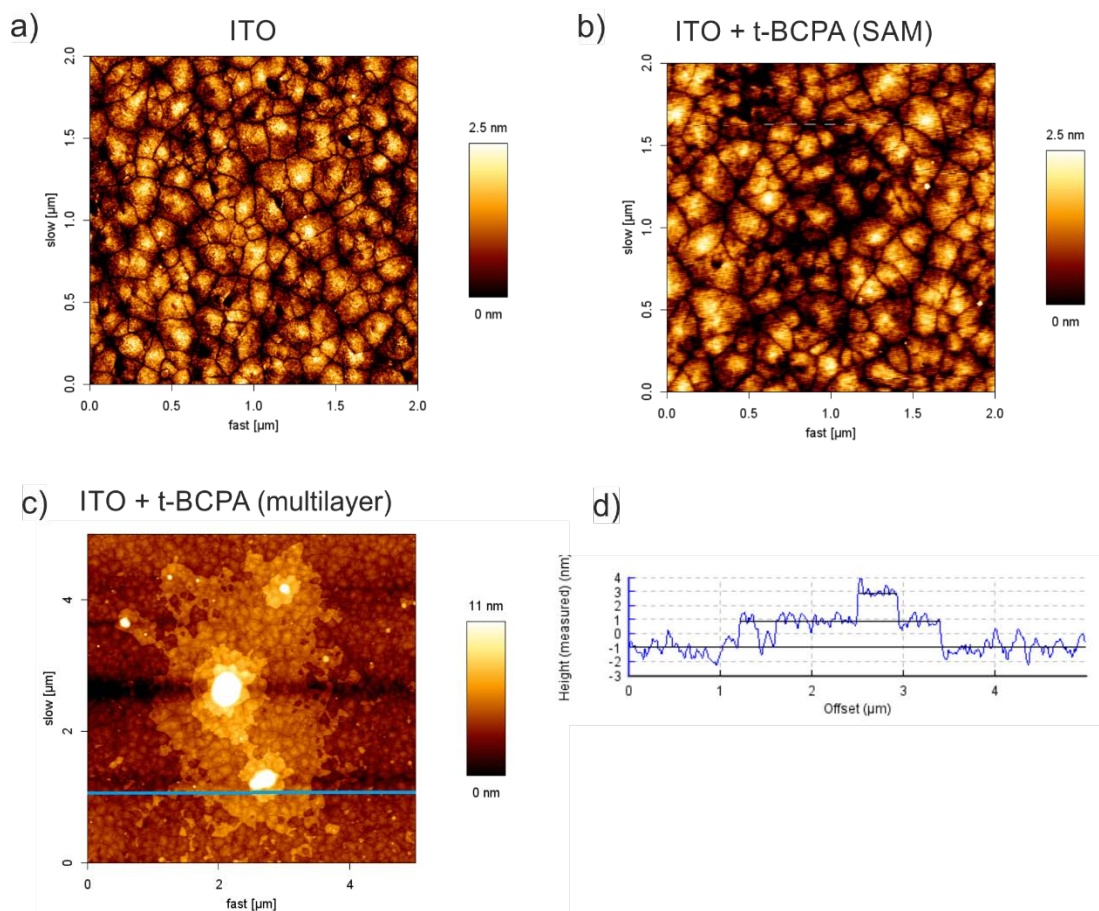 a)
ITO
2.0
1.5
1.0
0.5
0.0
slow [µm]
0.0 0.5 1.0 1.5 2.0
fast [µm]
2.5 nm
0 nm
b)
ITO + t-BCPA (SAM)
2.0
1.5
1.0
0.5
0.0
slow [µm]
0.0 0.5 1.0 1.5 2.0
fast [µm]
2.5 nm
0 nm
c)
ITO + t-BCPA (multilayer)
4
2
0
slow [µm]
0 2 4
fast [µm]
11 nm
0 nm
d)
Height (measured) (nm)
4
3
2
1
0
-1
-2
-3
0 1 2 3 4
Offset (µm)